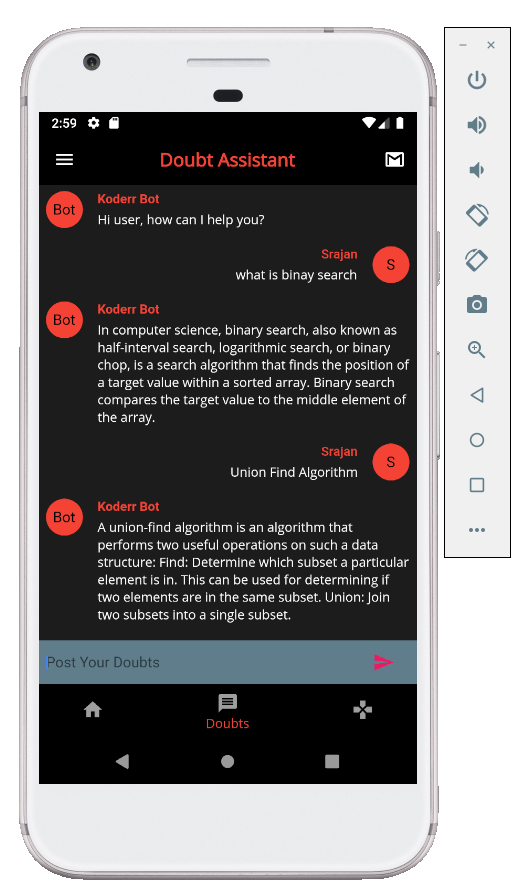 2:59
Doubt Assistant
Bot
Koderr Bot
Hi user, how can I help you?
Srajan
what is binay search
S
Bot
Koderr Bot
In computer science, binary search, also known as
half-interval search, logarithmic search, or binary
chop, is a search algorithm that finds the position of
a target value within a sorted array. Binary search
compares the target value to the middle element of
the array.
Srajan
Union Find Algorithm
S
Bot
Koderr Bot
A union-find algorithm is an algorithm that
performs two useful operations on such a data
structure: Find: Determine which subset a particular
element is in. This can be used for determining if
two elements are in the same subset. Union: Join
two subsets into a single subset.
Post Your Doubts
Doubts